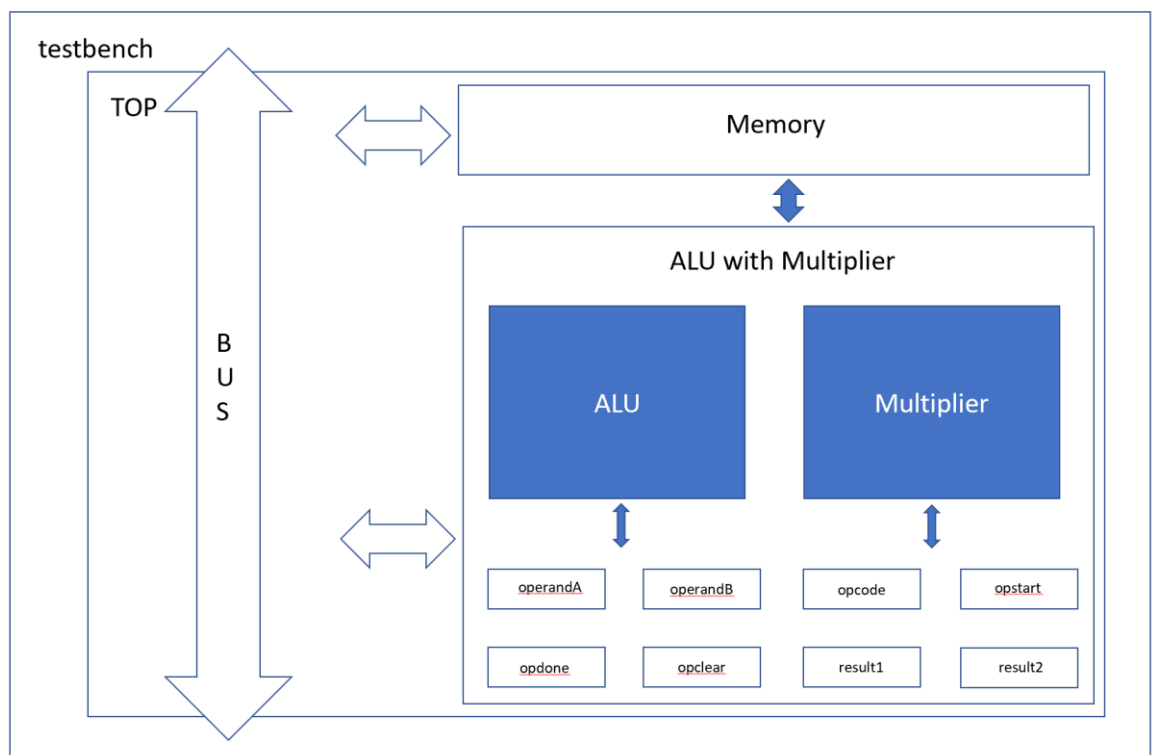 testbench
TOP
Memory
ALU with Multiplier
B
U
S
ALU
Multiplier
operandA
operandB
opcode
opstart
opdone
opclear
result1
result2